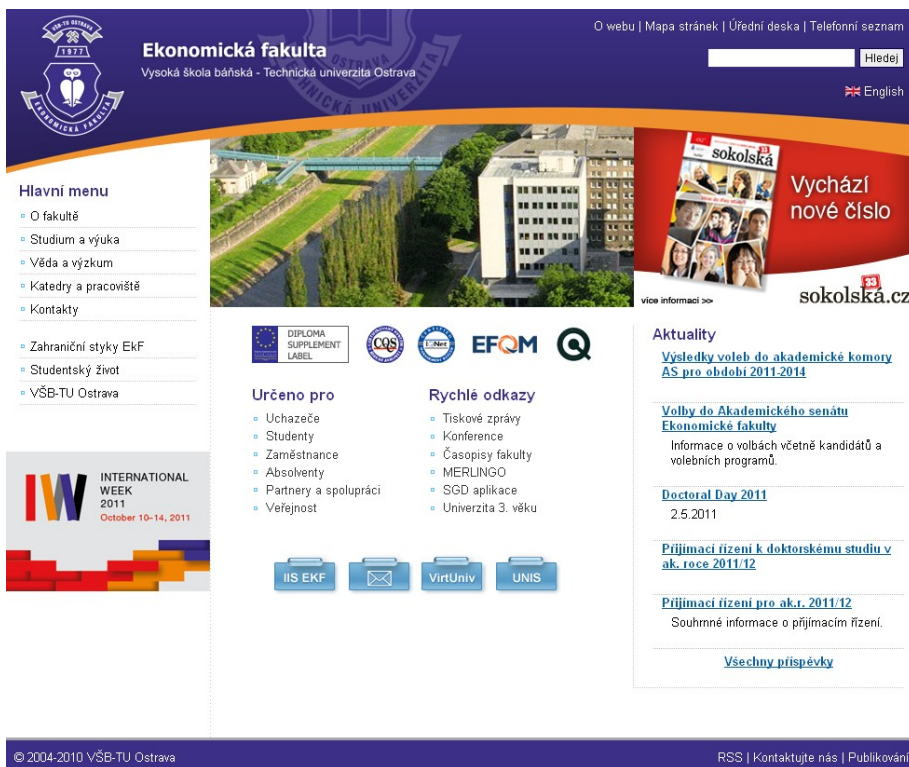 O webu | Mapa stránek | Úřední deska | Telefonní seznam
VŠB-TU OSTRAVA
1977
EKONOMICKÁ FAKULTA
Ekonomická fakulta
Vysoká škola báňská - Technická univerzita Ostrava
Hledej
English
Hlavní menu
O fakultě
Studium a výuka
Věda a výzkum
Katedry a pracoviště
Kontakty
Zahraniční styky EkF
Studentský život
VŠB-TU Ostrava
INTERNATIONAL
WEEK
2011
October 10–14, 2011
sokolská
33
Vychází
nové číslo
více informací >>
33
sokolská.cz
DIPLOMA
SUPPLEMENT
LABEL
CQS
IQNet
EFQM
Určeno pro
Uchazeče
Studenty
Zaměstnance
Absolventy
Partnery a spolupráci
Veřejnost
Rychlé odkazy
Tiskové zprávy
Konference
Časopisy fakulty
MERLINGO
SGD aplikace
Univerzita 3. věku
IIS EKF
VirtUniv
UNIS
Aktuality
Výsledky voleb do akademické komory
AS pro období 2011-2014
Volby do Akademického senátu
Ekonomické fakulty
Informace o volbách včetně kandidátů a
volebních programů.
Doctoral Day 2011
2.5.2011
Přijímací řízení k doktorskému studiu v
ak. roce 2011/12
Přijímací řízení pro ak.r. 2011/12
Souhrnné informace o přijímacím řízení.
Všechny příspěvky
© 2004-2010 VŠB-TU Ostrava
RSS | Kontaktujte nás | Publikování